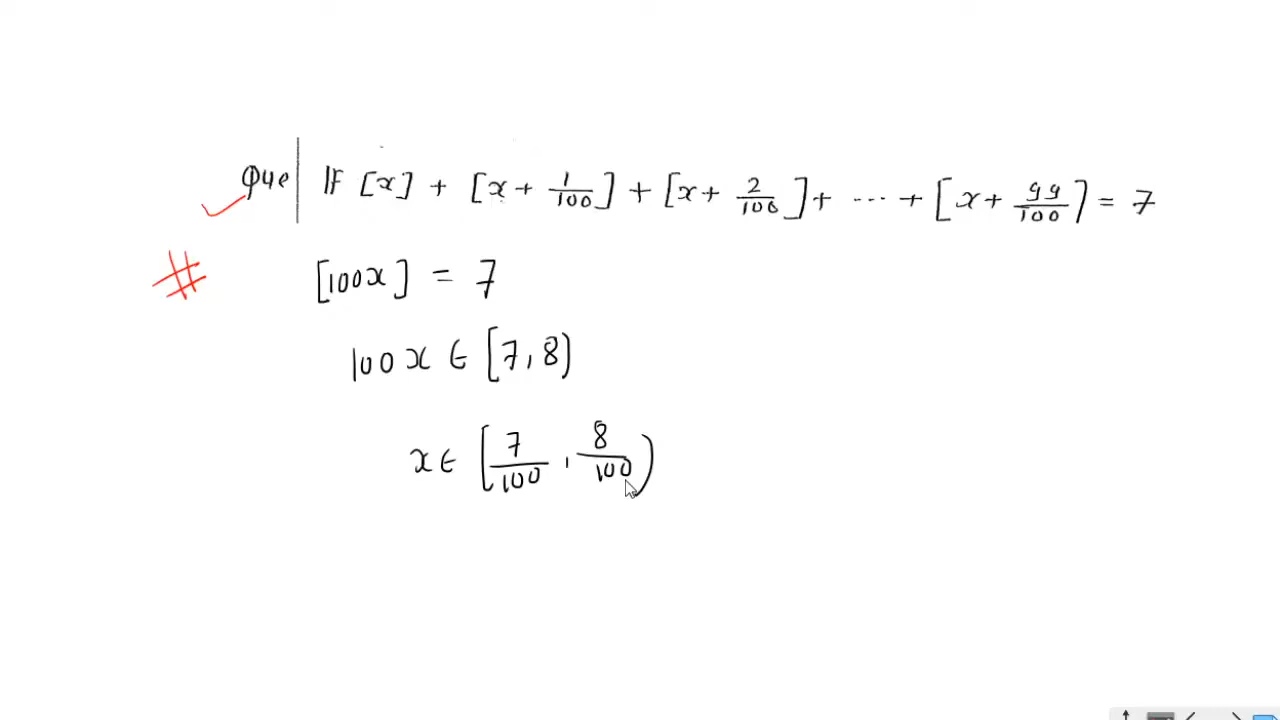 Que | IF [x] + [x + 1/100] + [x + 2/100] + ... + [x + 99/100] = 7
# [100x] = 7
100x ∈ [7, 8)
x ∈ [7/100, 8/100)